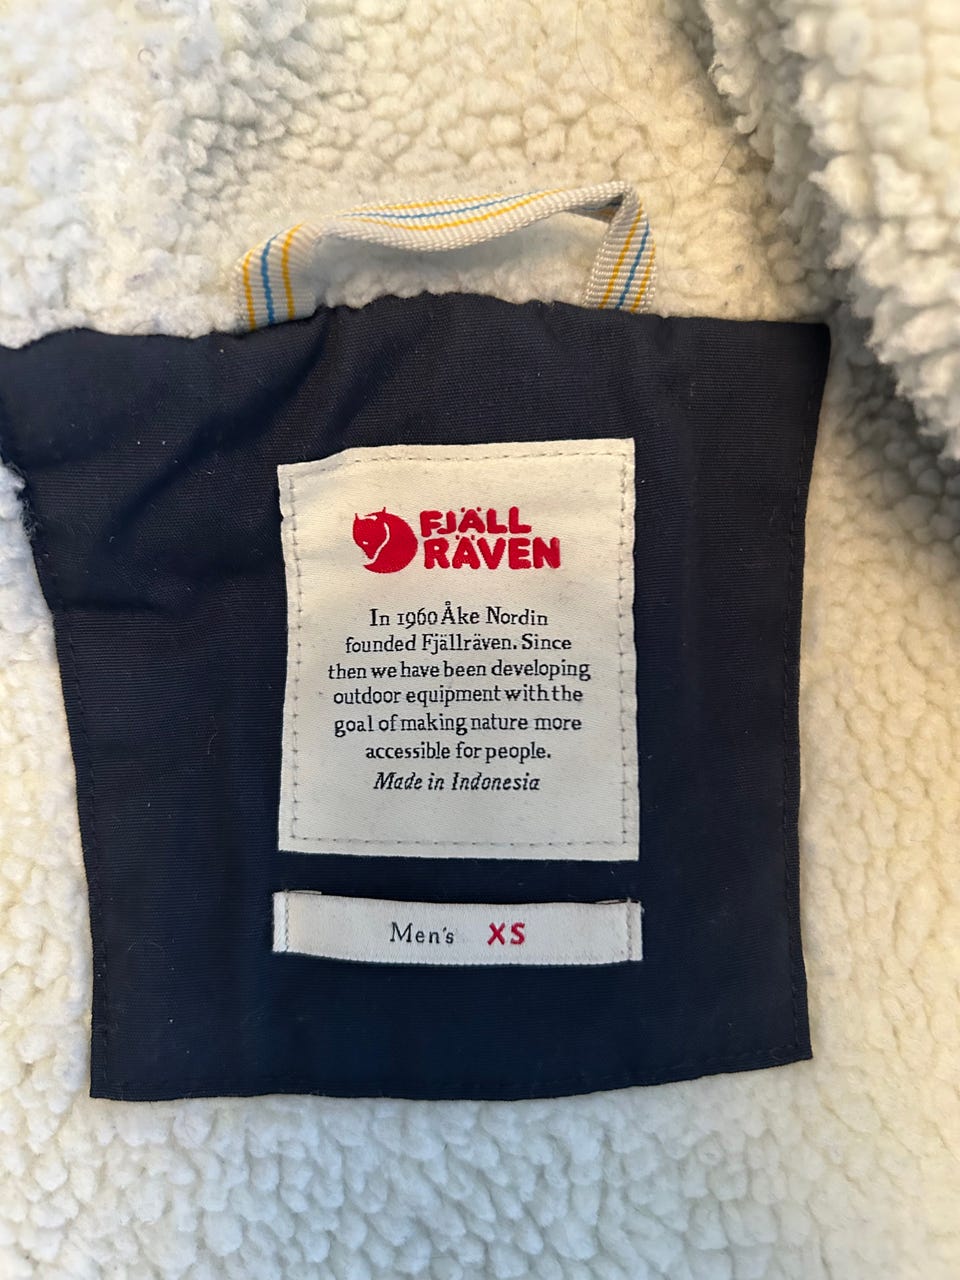 FJÄLL
RÄVEN
In 1960 Åke Nordin
founded Fjällräven. Since
then we have been developing
outdoor equipment with the
goal of making nature more
accessible for people.
Made in Indonesia
Men's XS